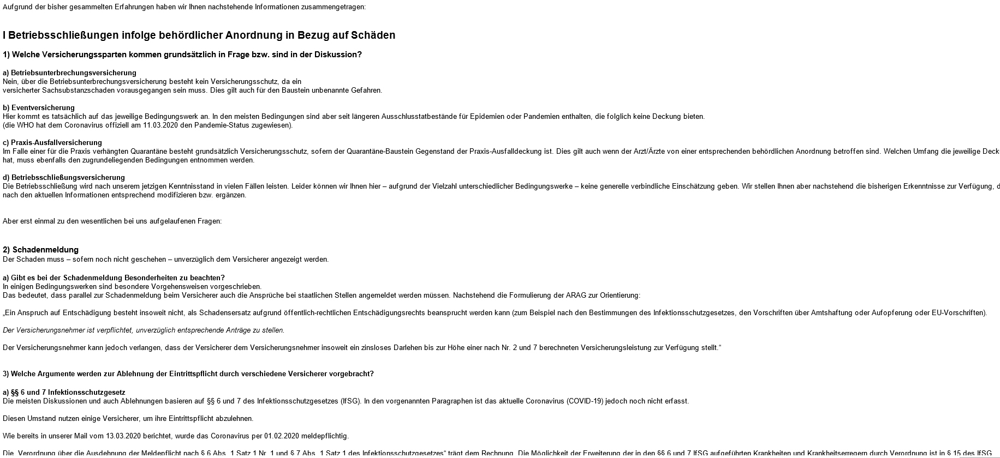 Aufgrund der bisher gesammelten Erfahrungen haben wir Ihnen nachstehende Informationen zusammengetragen:
I Betriebsschließungen infolge behördlicher Anordnung in Bezug auf Schäden
1) Welche Versicherungssparten kommen grundsätzlich in Frage bzw. sind in der Diskussion?
a) Betriebsunterbrechungsversicherung
Nein, über die Betriebsunterbrechungsversicherung besteht kein Versicherungsschutz, da ein
versicherter Sachsubstanzschaden vorausgegangen sein muss. Dies gilt auch für den Baustein unbenannte Gefahren.
b) Eventversicherung
Hier kommt es tatsächlich auf das jeweilige Bedingungswerk an. In den meisten Bedingungen sind aber seit längeren Ausschlusstatbestände für Epidemien oder Pandemien enthalten, die folglich keine Deckung bieten.
(die WHO hat dem Coronavirus offiziell am 11.03.2020 den Pandemie-Status zugewiesen).
c) Praxis-Ausfallversicherung
Im Falle einer für die Praxis verhängten Quarantäne besteht grundsätzlich Versicherungsschutz, sofern der Quarantäne-Baustein Gegenstand der Praxis-Ausfalldeckung ist. Dies gilt auch wenn der Arzt/Ärzte von einer entsprechenden behördlichen Anordnung betroffen sind. Welchen Umfang die jeweilige
hat, muss ebenfalls den zugrundeliegenden Bedingungen entnommen werden.
d) Betriebsschließungsversicherung
Die Betriebsschließung wird nach unserem jetzigen Kenntnisstand in vielen Fällen leisten. Leider können wir Ihnen hier – aufgrund der Vielzahl unterschiedlicher Bedingungswerke – keine generelle verbindliche Einschätzung geben. Wir stellen Ihnen aber nachstehend die bisherigen Erkenntnisse zur Verfügung,
nach den aktuellen Informationen entsprechend modifizieren bzw. ergänzen.
Aber erst einmal zu den wesentlichen bei uns aufgelaufenen Fragen:
2) Schadenmeldung
Der Schaden muss – sofern noch nicht geschehen – unverzüglich dem Versicherer angezeigt werden.
a) Gibt es bei der Schadenmeldung Besonderheiten zu beachten?
In einigen Bedingungswerken sind besondere Vorgehensweisen vorgeschrieben.
Das bedeutet, dass parallel zur Schadenmeldung beim Versicherer auch die Ansprüche bei staatlichen Stellen angemeldet werden müssen. Nachstehend die Formulierung der ARAG zur Orientierung:
„Ein Anspruch auf Entschädigung besteht insoweit nicht, als Schadensersatz aufgrund öffentlich-rechtlichen Entschädigungsrechts beansprucht werden kann (zum Beispiel nach den Bestimmungen des Infektionsschutzgesetzes, den Vorschriften über Amtshaftung oder Aufopferung oder EU-Vorschriften).
Der Versicherungsnehmer ist verpflichtet, unverzüglich entsprechende Anträge zu stellen.
Der Versicherungsnehmer kann jedoch verlangen, dass der Versicherer dem Versicherungsnehmer insoweit ein zinsloses Darlehen bis zur Höhe einer nach Nr. 2 und 7 berechneten Versicherungsleistung zur Verfügung stellt.“
3) Welche Argumente werden zur Ablehnung der Eintrittspflicht durch verschiedene Versicherer vorgebracht?
a) §§ 6 und 7 Infektionsschutzgesetz
Die meisten Diskussionen und auch Ablehnungen basieren auf §§ 6 und 7 des Infektionsschutzgesetzes (IfSG). In den vorgenannten Paragraphen ist das aktuelle Coronavirus (COVID-19) jedoch noch nicht erfasst.
Diesen Umstand nutzen einige Versicherer, um ihre Eintrittspflicht abzulehnen.
Wie bereits in unserer Mail vom 13.03.2020 berichtet, wurde das Coronavirus per 01.02.2020 meldepflichtig.
Die „Verordnung über die Ausdehnung der Meldepflicht nach § 6 Abs. 1 Satz 1 Nr. 1 und § 7 Abs. 1 Satz 1 des Infektionsschutzgesetzes“ trägt dem Rechnung. Die Möglichkeit der Erweiterung der in den §§ 6 und 7 IfSG aufgeführten Krankheiten und Krankheitserregern durch Verordnung ist in § 15 des IfSG